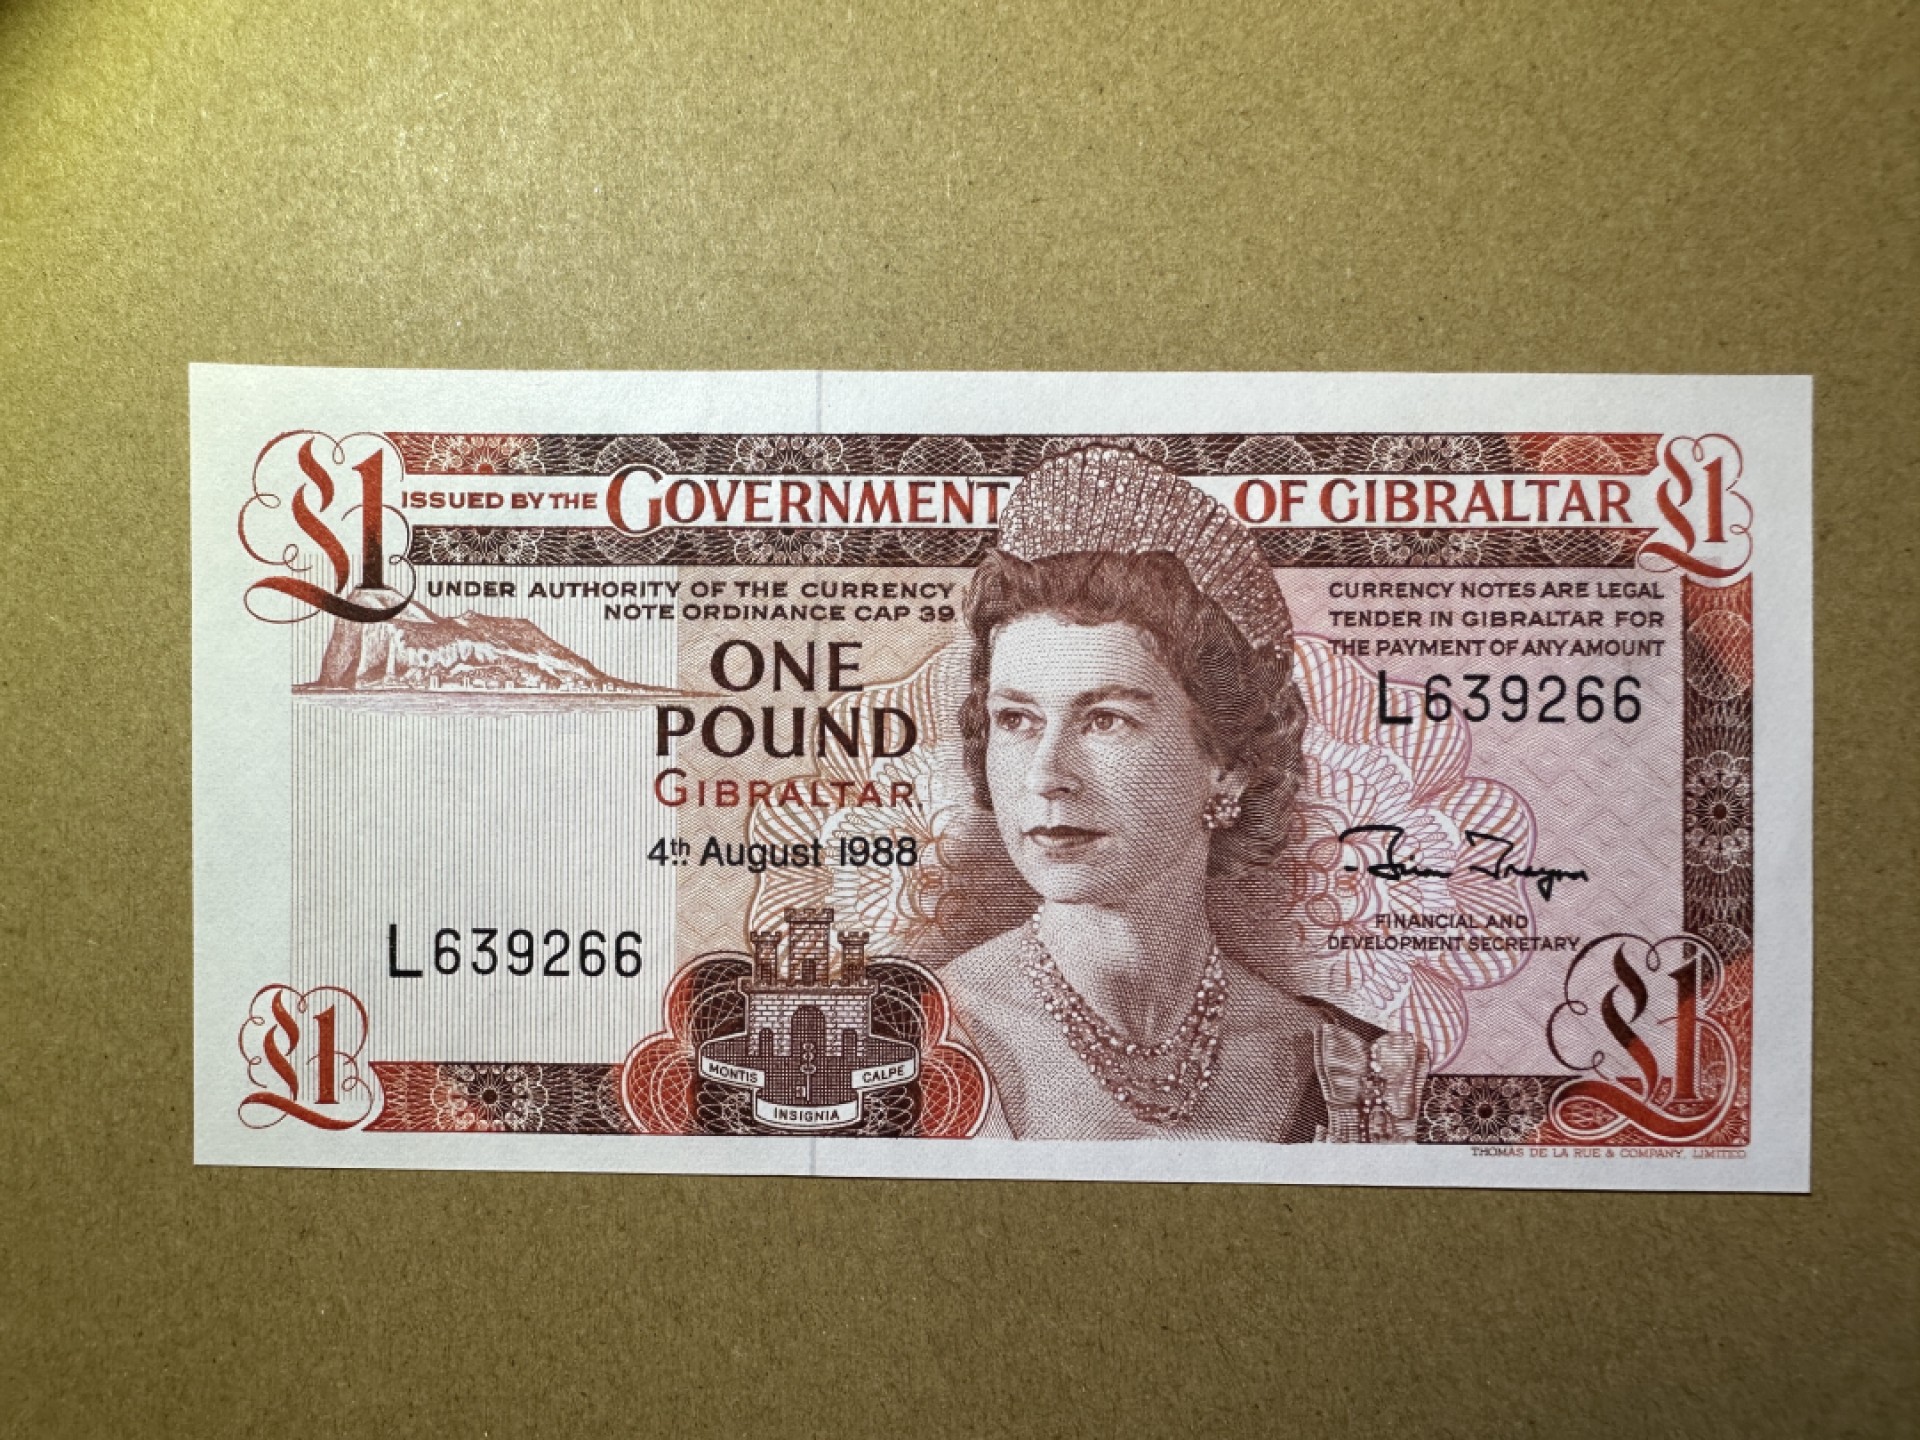 £1
ISSUED BY THE GOVERNMENT OF GIBRALTAR
£1
UNDER AUTHORITY OF THE CURRENCY
NOTE ORDINANCE CAP 39.
CURRENCY NOTES ARE LEGAL
TENDER IN GIBRALTAR FOR
THE PAYMENT OF ANY AMOUNT
L639266
ONE
POUND
GIBRALTAR.
4th August 1988
Brian Traynor
FINANCIAL AND
DEVELOPMENT SECRETARY
L639266
MONTIS
CALPE
INSIGNIA
£1
£1
THOMAS DE LA RUE & COMPANY, LIMITED